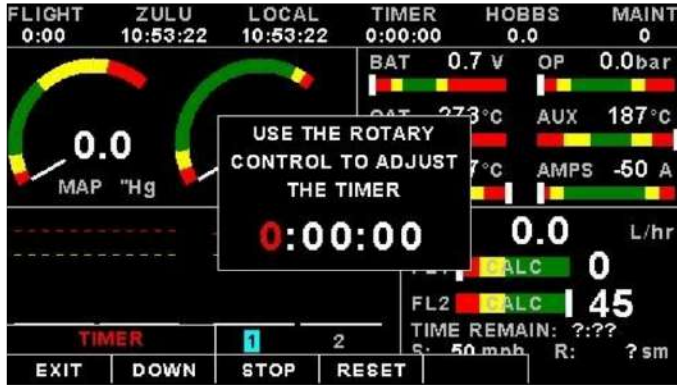 FLIGHT ZULU LOCAL TIMER HOBBS MAINT
0:00 10:53:22 10:53:22 0:00:00 0.0 0
BAT 0.7 V OP 0.0bar
273°C AUX 187°C
0.0
MAP "Hg
°C AMPS -50 A
USE THE ROTARY
CONTROL TO ADJUST
THE TIMER
0:00:00
0.0 L/hr
CALC 0
FL2 CALC 45
TIME REMAIN: ?:??
TIMER 1 2
S: 50 mph R: ? sm
EXIT DOWN STOP RESET